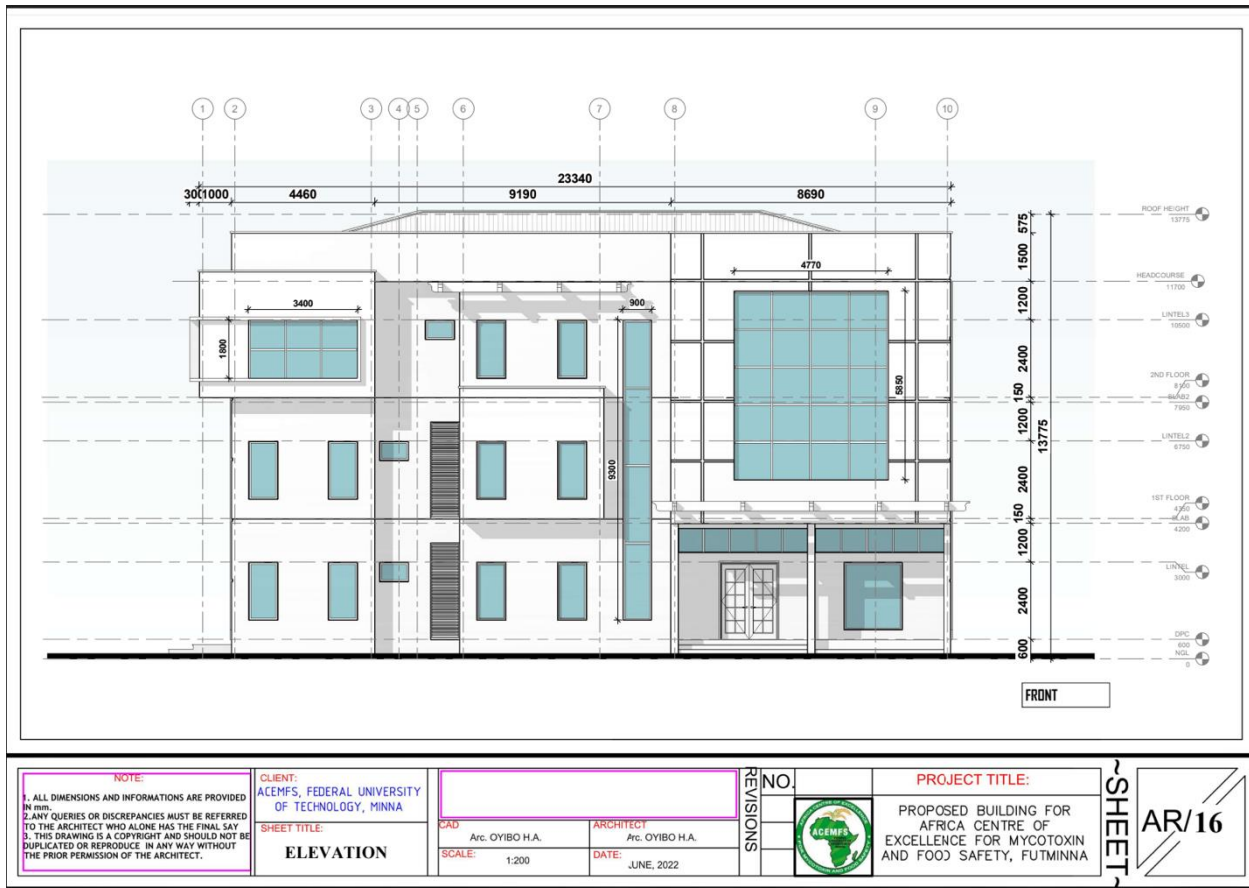 1 2 3 4 5 6 7 8 9 10
23340
300 1000 4460 9190 8690
ROOF HEIGHT
13775
575
1500
4770
HEADCOURSE
11700
3400
900
1200
LINTEL3
10500
1800
2400
5850
2ND FLOOR
8100
SLAB2
7950
150
13775
1200
LINTEL2
6750
9300
2400
1ST FLOOR
4350
SLAB
4200
150
1200
LINTEL
3000
2400
DPC
600
NGL
0
600
FRONT
NOTE:
1. ALL DIMENSIONS AND INFORMATIONS ARE PROVIDED
IN mm.
2.ANY QUERIES OR DISCREPANCIES MUST BE REFERRED
TO THE ARCHITECT WHO ALONE HAS THE FINAL SAY
3. THIS DRAWING IS A COPYRIGHT AND SHOULD NOT BE
DUPLICATED OR REPRODUCE IN ANY WAY WITHOUT
THE PRIOR PERMISSION OF THE ARCHITECT.
CLIENT:
ACEMFS, FEDERAL UNIVERSITY
OF TECHNOLOGY, MINNA
SHEET TITLE:
ELEVATION
CAD
Arc. OYIBO H.A.
ARCHITECT
Arc. OYIBO H.A.
SCALE:
1:200
DATE:
JUNE, 2022
REVISIONS
NO.
ACEMFS
PROJECT TITLE:
PROPOSED BUILDING FOR
AFRICA CENTRE OF
EXCELLENCE FOR MYCOTOXIN
AND FOOD SAFETY, FUTMINNA
~SHEET~
AR/16